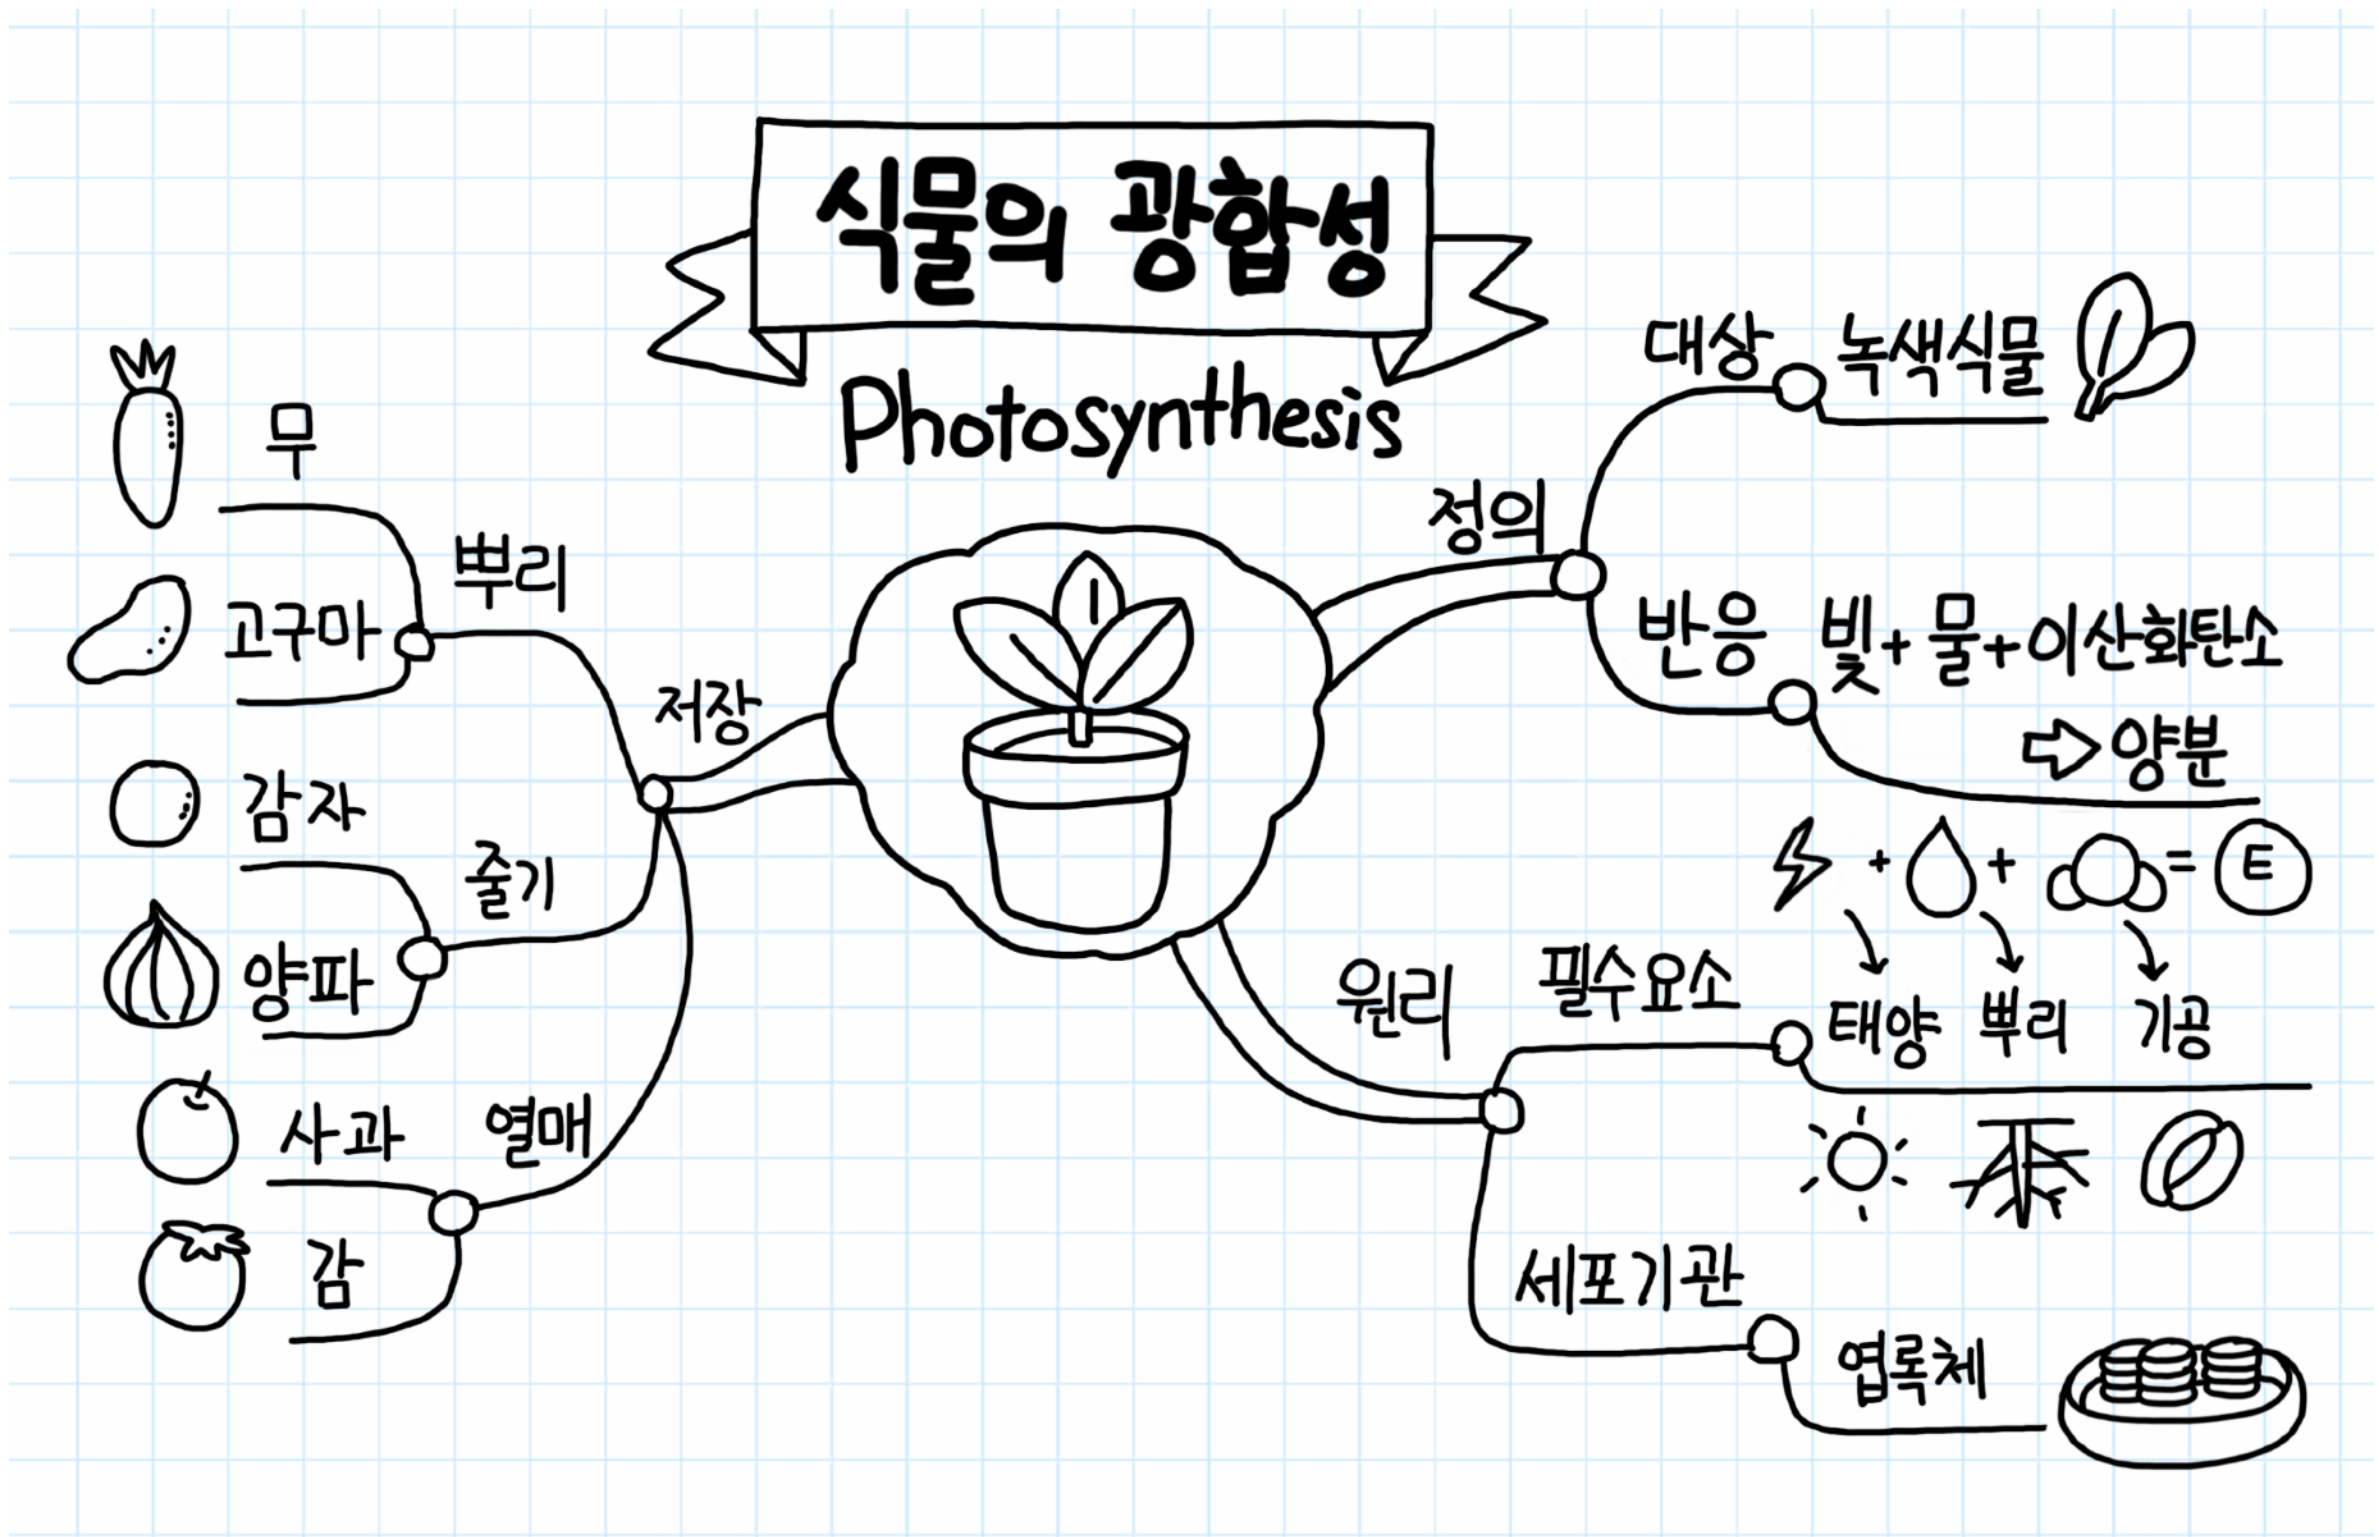 식물의 광합성
Photosynthesis
정의
대상
녹색식물
반응
빛+물+이산화탄소
⇨양분
+ + = E
원리
필수요소
태양 뿌리 기공
세포기관
엽록체
저장
뿌리
무
고구마
줄기
감자
양파
열매
사과
감